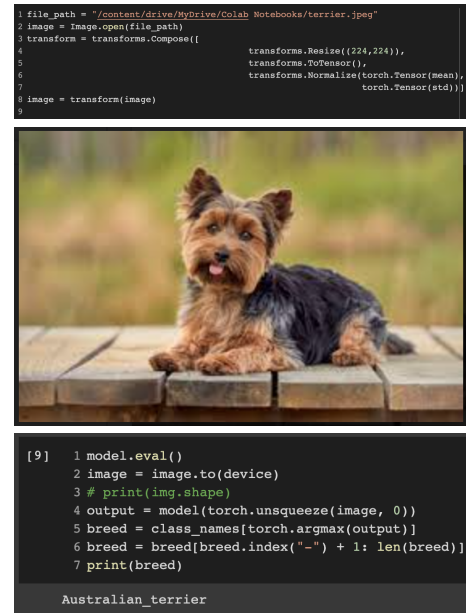 1 file_path = "/content/drive/MyDrive/Colab Notebooks/terrier.jpeg"
2 image = Image.open(file_path)
3 transform = transforms.Compose([
4 transforms.Resize((224,224)),
5 transforms.ToTensor(),
6 transforms.Normalize(torch.Tensor(mean),
7 torch.Tensor(std))]
8 image = transform(image)
9
[9] 1 model.eval()
2 image = image.to(device)
3 # print(img.shape)
4 output = model(torch.unsqueeze(image, 0))
5 breed = class_names[torch.argmax(output)]
6 breed = breed[breed.index("-") + 1: len(breed)]
7 print(breed)
Australian_terrier